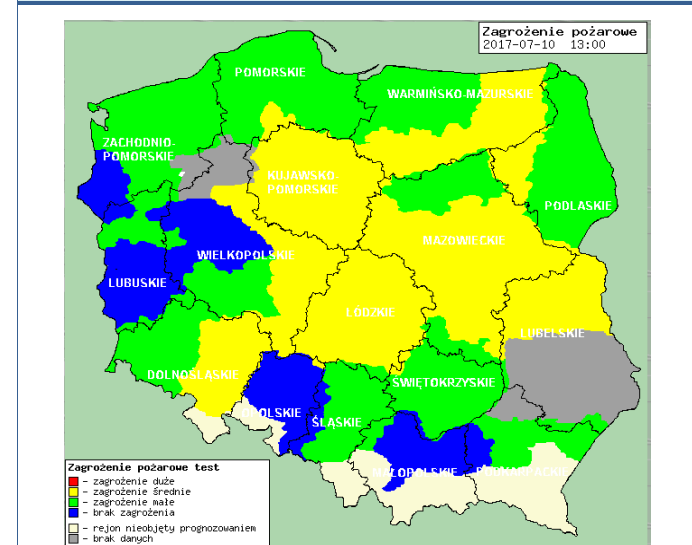 Zagrożenie pożarowe
2017-07-10 13:00
POMORSKIE
WARMIŃSKO-MAZURSKIE
ZACHODNIO-
POMORSKIE
KUJAWSKO-
POMORSKIE
PODLASKIE
MAZOWIECKIE
WIELKOPOLSKIE
LUBUSKIE
ŁÓDZKIE
LUBELSKIE
DOLNOŚLĄSKIE
ŚWIĘTOKRZYSKIE
OPOLSKIE
ŚLĄSKIE
MAŁOPOLSKIE
Zagrożenie pożarowe test
- zagrożenie duże
- zagrożenie średnie
- zagrożenie małe
- brak zagrożenia
- rejon nieobjęty prognozowaniem
- brak danych